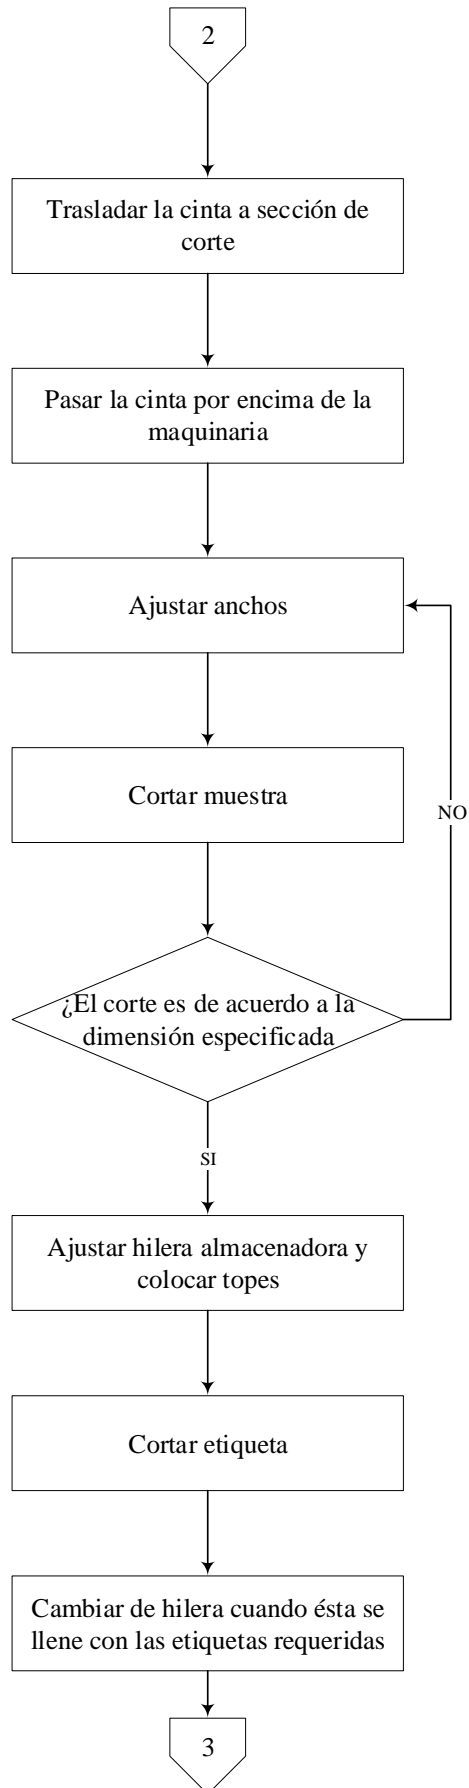 2
Trasladar la cinta a sección de
corte
Pasar la cinta por encima de la
maquinaria
Ajustar anchos
Cortar muestra
NO
¿El corte es de acuerdo a la
dimensión especificada
SI
Ajustar hilera almacenadora y
colocar topes
Cortar etiqueta
Cambiar de hilera cuando ésta se
llene con las etiquetas requeridas
3